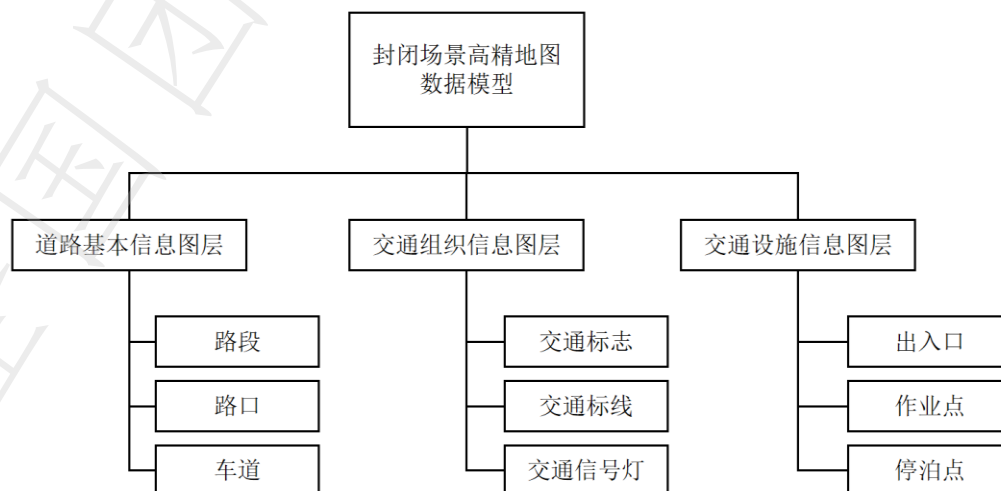 封闭场景高精地图
数据模型
道路基本信息图层
交通组织信息图层
交通设施信息图层
路段
交通标志
出入口
路口
交通标线
作业点
车道
交通信号灯
停泊点